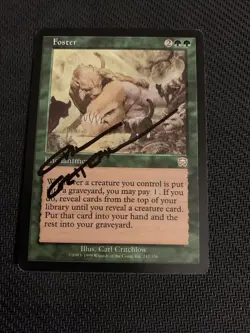 Foster 2
Enchantment
Whenever a creature you control is put
into a graveyard, you may pay 1. If you
do, reveal cards from the top of your
library until you reveal a creature card.
Put that card into your hand and the
rest into your graveyard.
Illus. Carl Critchlow